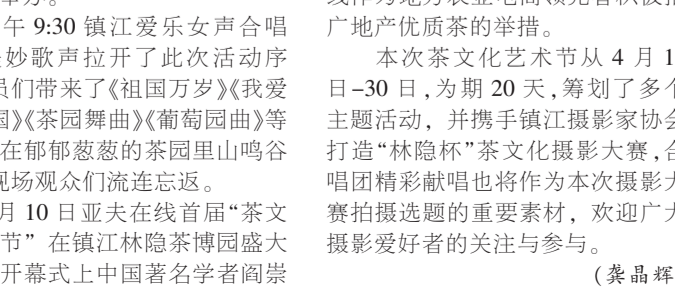 午 9:30 镇江爱乐女声合唱
妙歌声拉开了此次活动序
员们带来了《祖国万岁》《我爱
国》《茶园舞曲》《葡萄园曲》等
在郁郁葱葱的茶园里山鸣谷
现场观众们流连忘返。
月 10 日亚夫在线首届“茶文
节”在镇江林隐茶博园盛大
开幕式上中国著名学者阎崇
广地产优质茶的举措。
本次茶文化艺术节从 4 月 1
日-30 日,为期 20 天,筹划了多个
主题活动，并携手镇江摄影家协会
打造“林隐杯”茶文化摄影大赛,合
唱团精彩献唱也将作为本次摄影大
赛拍摄选题的重要素材，欢迎广大
摄影爱好者的关注与参与。
(龚晶辉